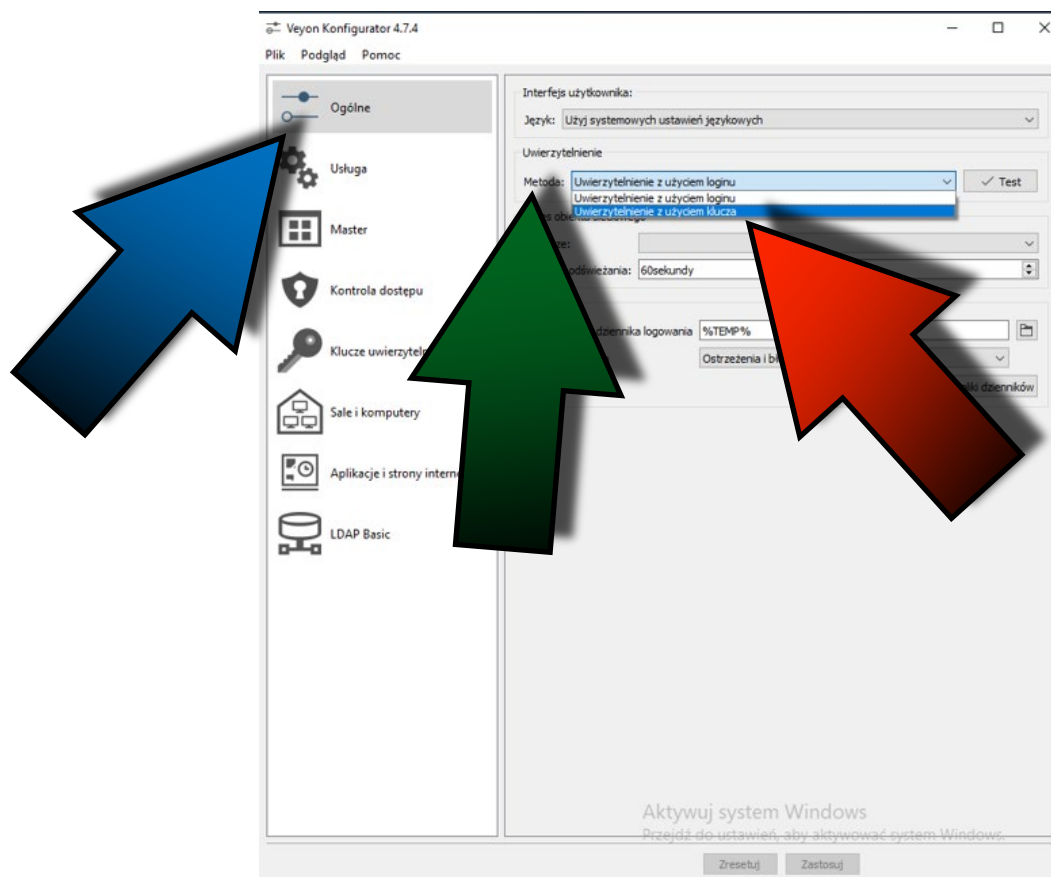 Veyon Konfigurator 4.7.4
Plik Podgląd Pomoc
Ogólne
Usługa
Master
Kontrola dostępu
Klucze
Sale i komputery
Aplikacje i strony
LDAP Basic
Interfejs użytkownika:
Język: Użyj systemowych ustawień językowych
Uwierzytelnienie
Metoda: Uwierzytelnienie z użyciem loginu Test
Uwierzytelnienie z użyciem loginu
Uwierzytelnienie z użyciem klucza
odświeżania: 60sekundy
dziennika logowania %TEMP%
Ostrzeżenia i
dzienników
Aktywuj system Windows
Przejdź do ustawień, aby aktywować system Windows.
Zresetuj Zastosuj